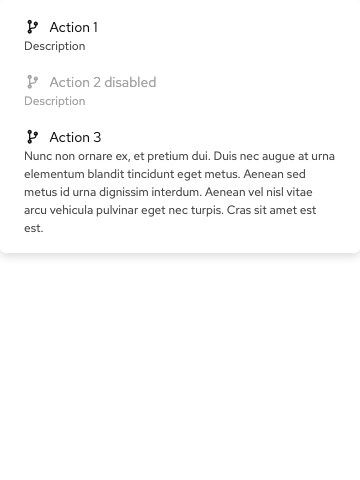 Action 1
Description
Action 2 disabled
Description
Action 3
Nunc non ornare ex, et pretium dui. Duis nec augue at urna
elementum blandit tincidunt eget metus. Aenean sed
metus id urna dignissim interdum. Aenean vel nisl vitae
arcu vehicula pulvinar eget nec turpis. Cras sit amet est
est.